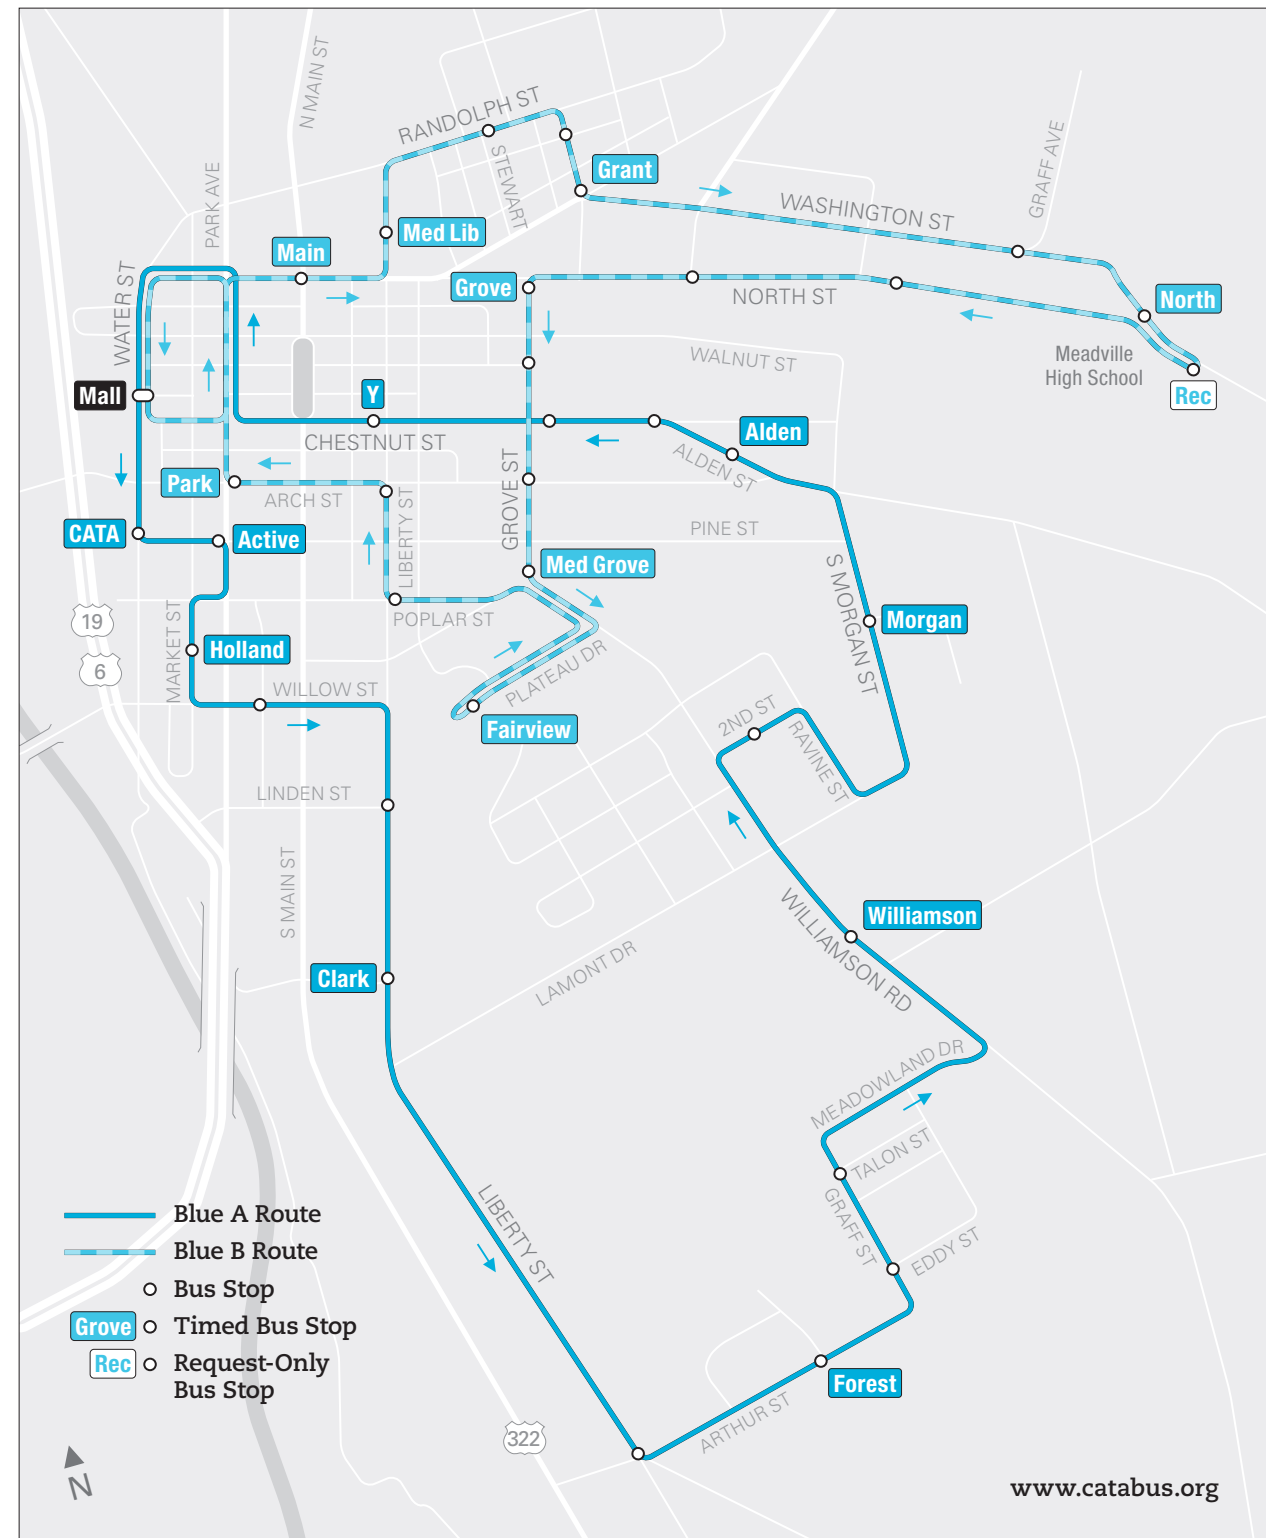 N MAIN ST
RANDOLPH ST
STEWART
PARK AVE
GRAFF AVE
Grant
WASHINGTON ST
Med Lib
Main
WATER ST
Grove
NORTH ST
North
Meadville
High School
Rec
WALNUT ST
Mall
Y
CHESTNUT ST
Alden
ALDEN ST
Park
ARCH ST
LIBERTY ST
GROVE ST
PINE ST
CATA
Active
Med Grove
S MORGAN ST
POPLAR ST
19
6
MARKET ST
Holland
Morgan
PLATEAU DR
WILLOW ST
Fairview
2ND ST
RAVINE ST
LINDEN ST
S MAIN ST
Williamson
WILLIAMSON RD
LAMONT DR
Clark
MEADOWLAND DR
TALON ST
GRAFF ST
EDDY ST
LIBERTY ST
Forest
ARTHUR ST
322
Blue A Route
Blue B Route
Bus Stop
Grove Timed Bus Stop
Rec Request-Only
Bus Stop
N
www.catabus.org